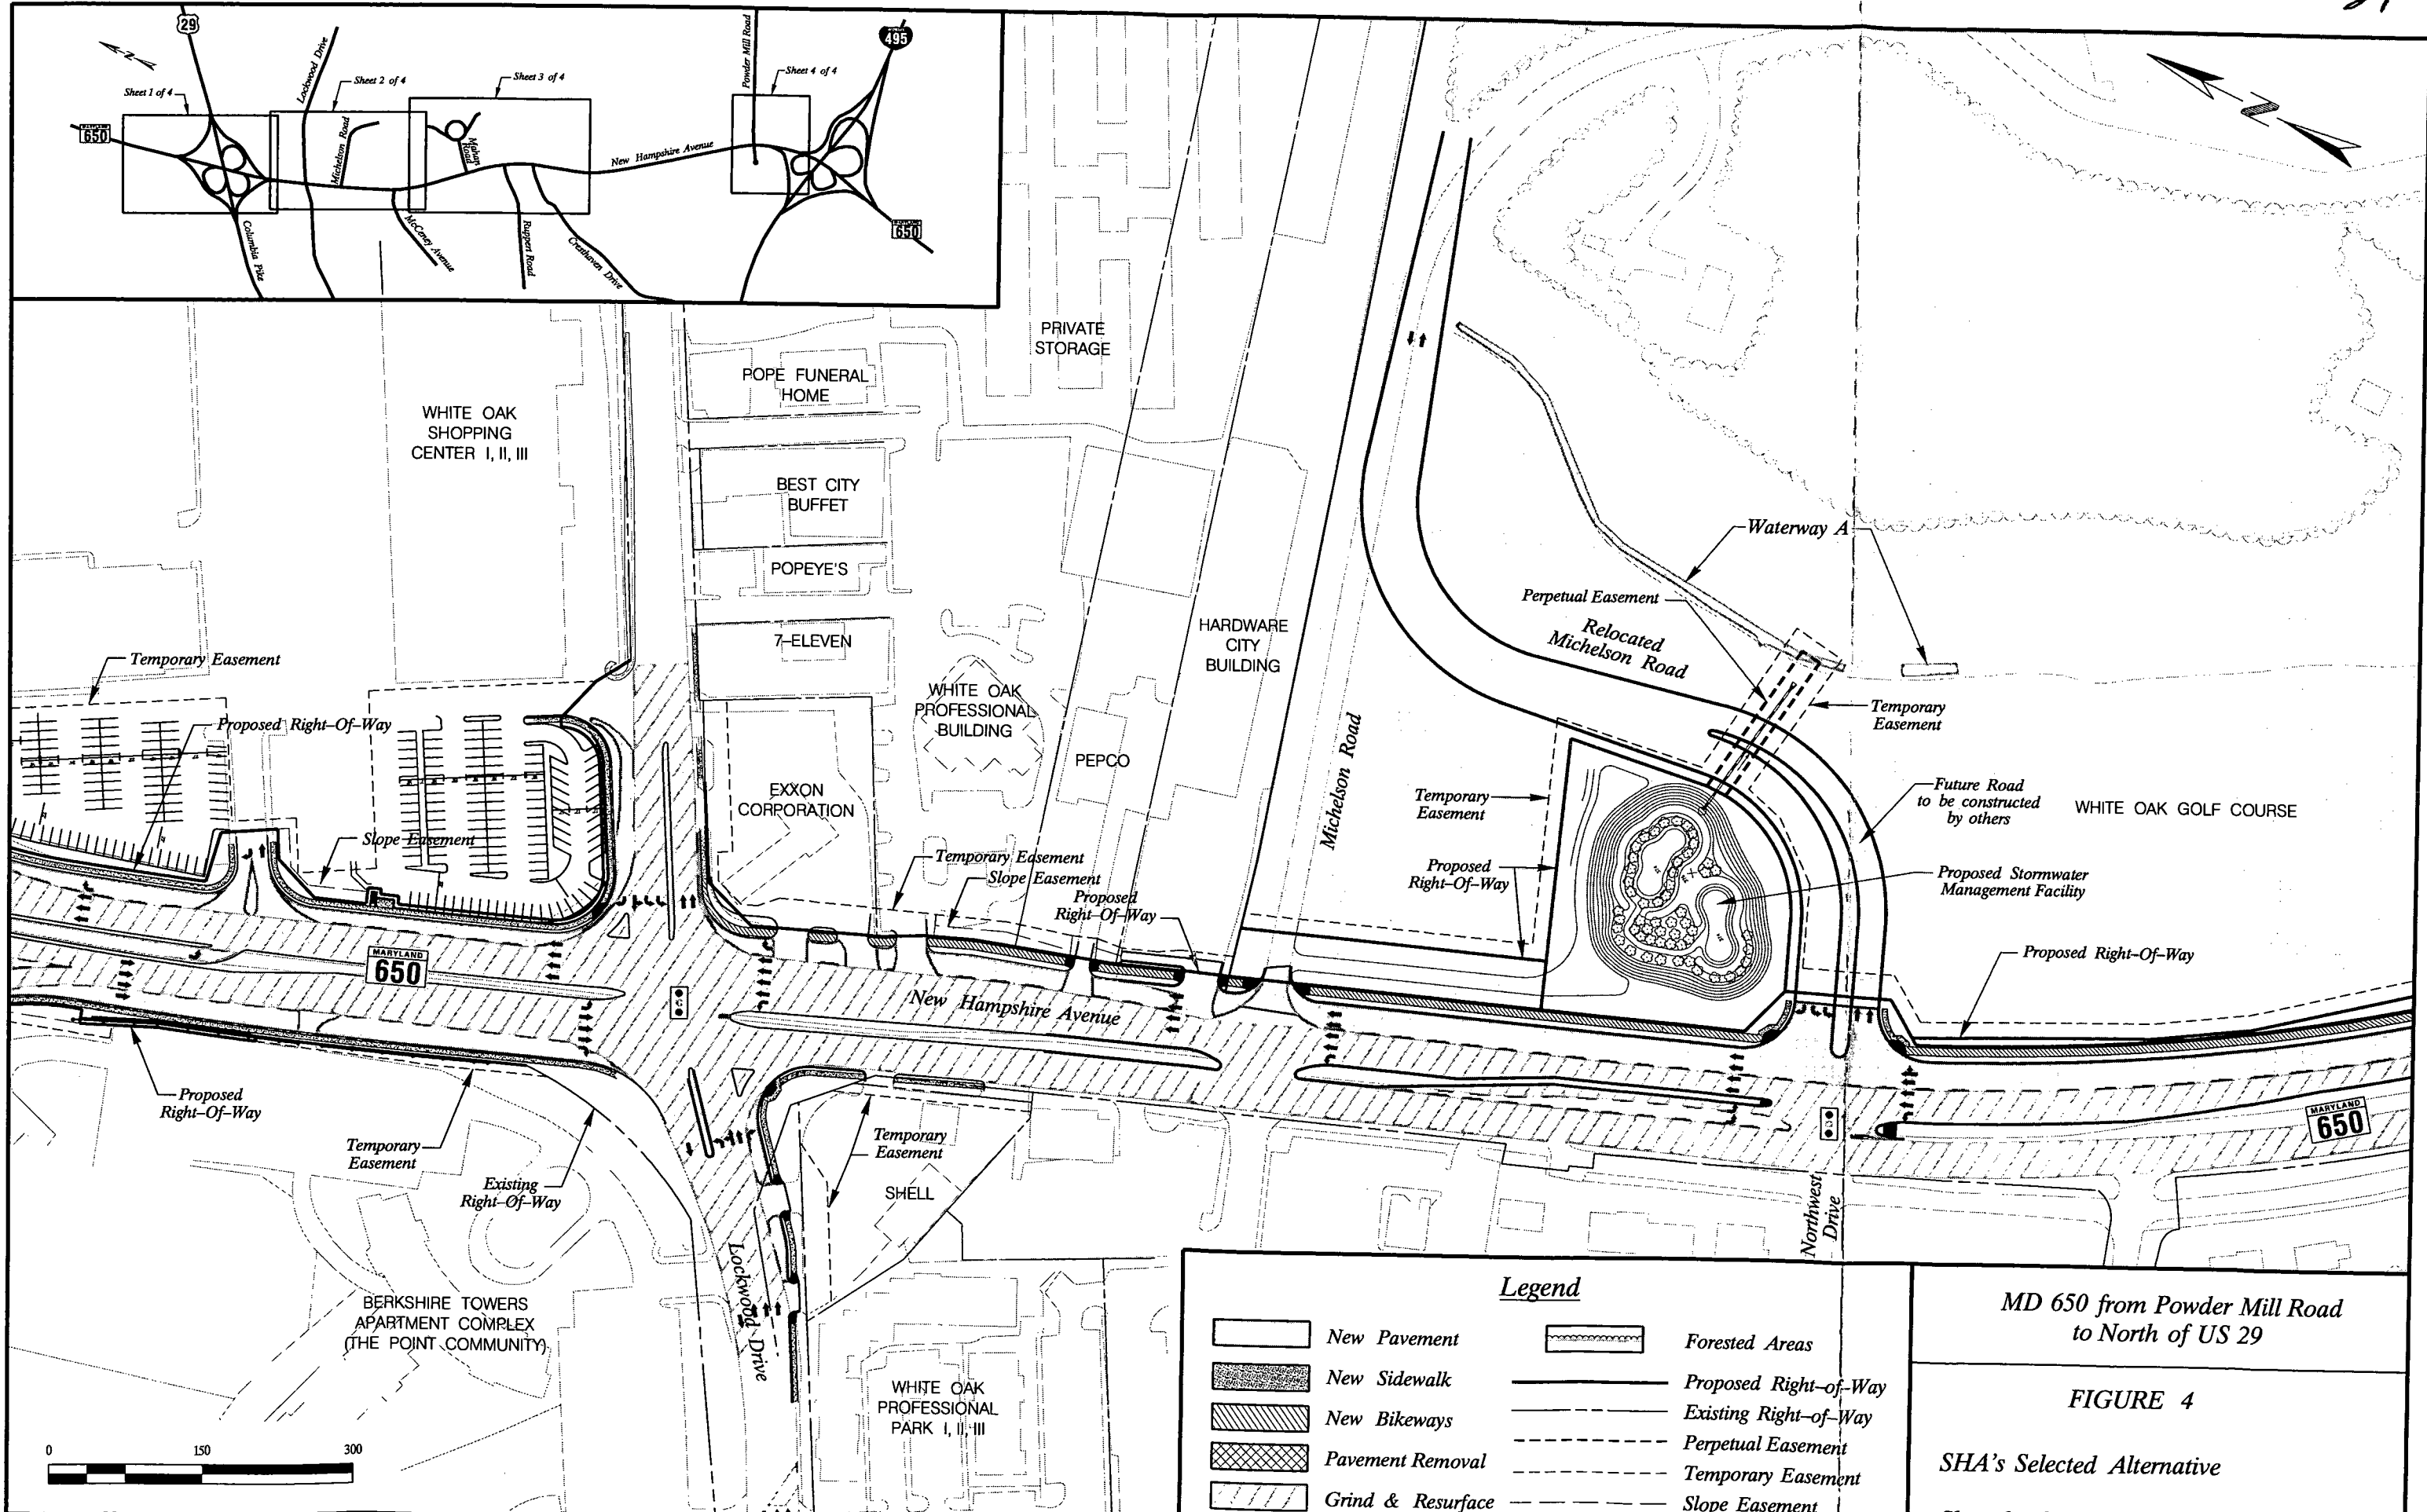 29
495
Sheet 1 of 4
Lockwood Drive
Sheet 2 of 4
Sheet 3 of 4
Powder Mill Road
Sheet 4 of 4
MARYLAND
650
Michelson Road
Mahan
Road
New Hampshire Avenue
Columbia Pike
McCeney Avenue
Ruppert Road
Cresthaven Drive
650
N
N
PRIVATE
STORAGE
POPE FUNERAL
HOME
WHITE OAK
SHOPPING
CENTER I, II, III
BEST CITY
BUFFET
POPEYE'S
7-ELEVEN
HARDWARE
CITY
BUILDING
Waterway A
Perpetual Easement
Relocated
Michelson Road
Temporary Easement
Proposed Right-Of-Way
WHITE OAK
PROFESSIONAL
BUILDING
PEPCO
Michelson Road
Temporary
Easement
EXXON
CORPORATION
Temporary
Easement
Future Road
to be constructed
by others
WHITE OAK GOLF COURSE
Slope Easement
Temporary Easement
Slope Easement
Proposed
Right-Of-Way
Proposed
Right-Of-Way
Proposed Stormwater
Management Facility
Proposed Right-Of-Way
MARYLAND
650
New Hampshire Avenue
Proposed
Right-Of-Way
Temporary
Easement
Existing
Right-Of-Way
Temporary
Easement
SHELL
MARYLAND
650
Northwest
Drive
Lockwood Drive
BERKSHIRE TOWERS
APARTMENT COMPLEX
(THE POINT COMMUNITY)
WHITE OAK
PROFESSIONAL
PARK I, II, III
0 150 300
Legend
New Pavement
New Sidewalk
New Bikeways
Pavement Removal
Grind & Resurface
Forested Areas
Proposed Right-of-Way
Existing Right-of-Way
Perpetual Easement
Temporary Easement
Slope Easement
MD 650 from Powder Mill Road
to North of US 29
FIGURE 4
SHA's Selected Alternative